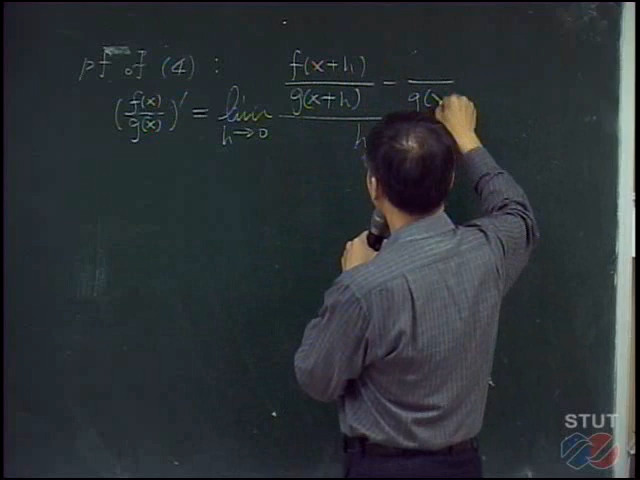 pf of (4) :
(f(x)/g(x))' = lim h→0 (f(x+h)/g(x+h) - /g(x)/h
STUT